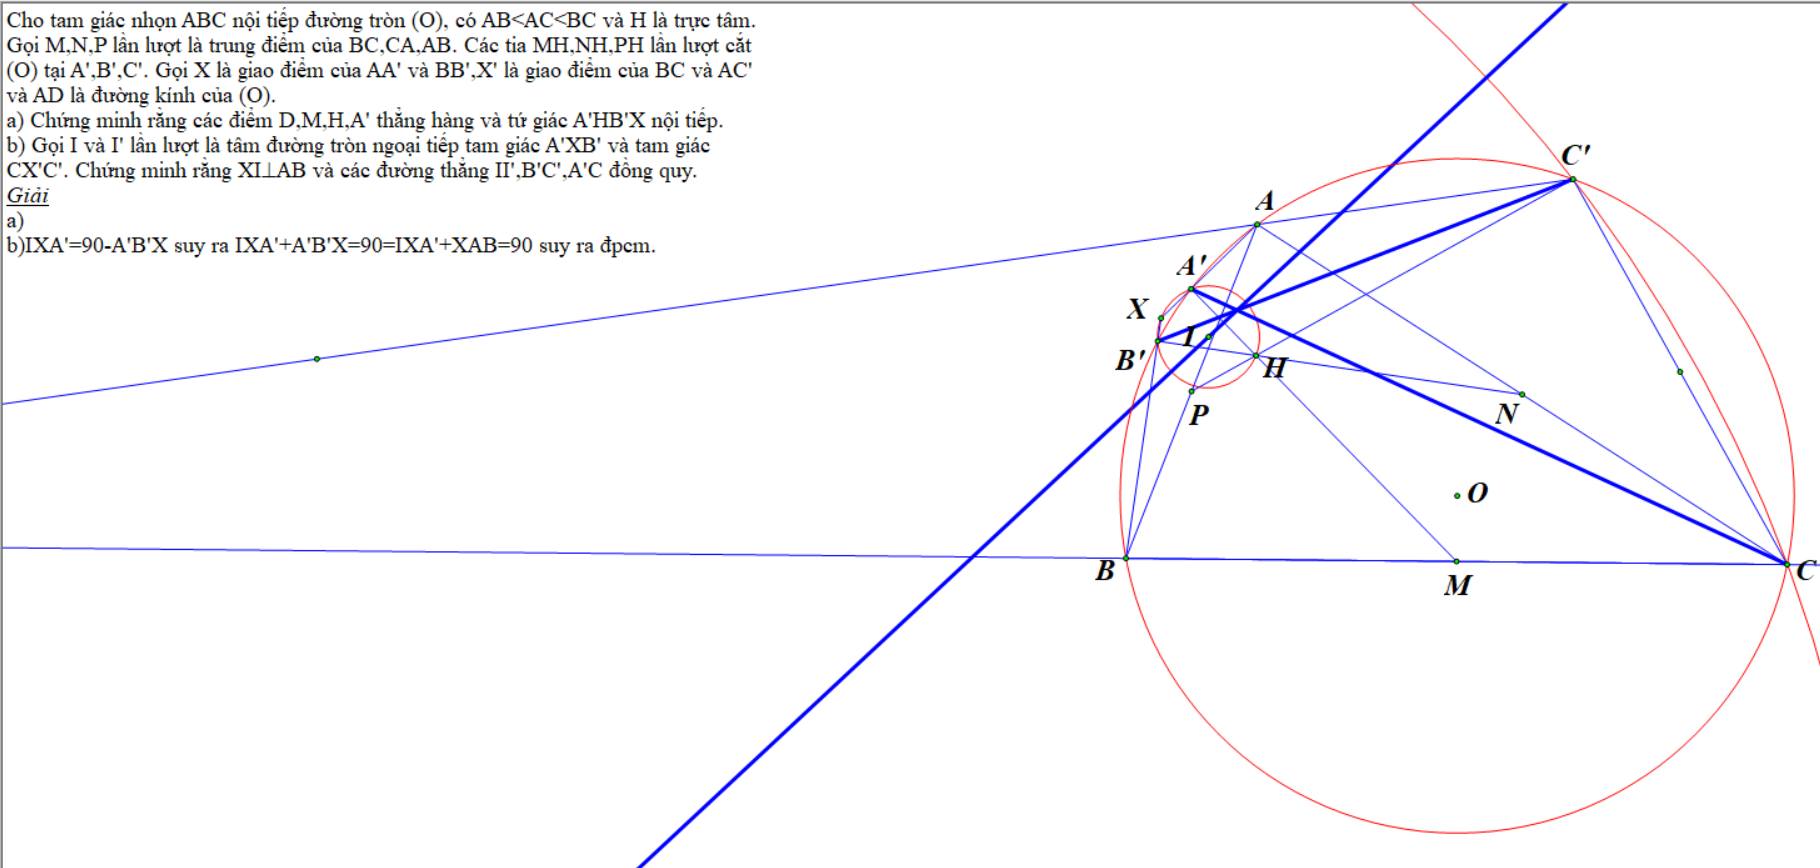 Cho tam giác nhọn ABC nội tiếp đường tròn (O), có AB<AC<BC và H là trực tâm.
Gọi M,N,P lần lượt là trung điểm của BC,CA,AB. Các tia MH,NH,PH lần lượt cắt
(O) tại A',B',C'. Gọi X là giao điểm của AA' và BB',X' là giao điểm của BC và AC'
và AD là đường kính của (O).
a) Chứng minh rằng các điểm D,M,H,A' thẳng hàng và tứ giác A'HB'X nội tiếp.
b) Gọi I và I' lần lượt là tâm đường tròn ngoại tiếp tam giác A'XB' và tam giác
CX'C'. Chứng minh rằng XI⊥AB và các đường thẳng II',B'C',A'C đồng quy.
Giải
a)
b)IXA'=90-A'B'X suy ra IXA'+A'B'X=90=IXA'+XAB=90 suy ra đpcm.
C'
A
A'
X
I
B'
H
P
N
O
B
M
C